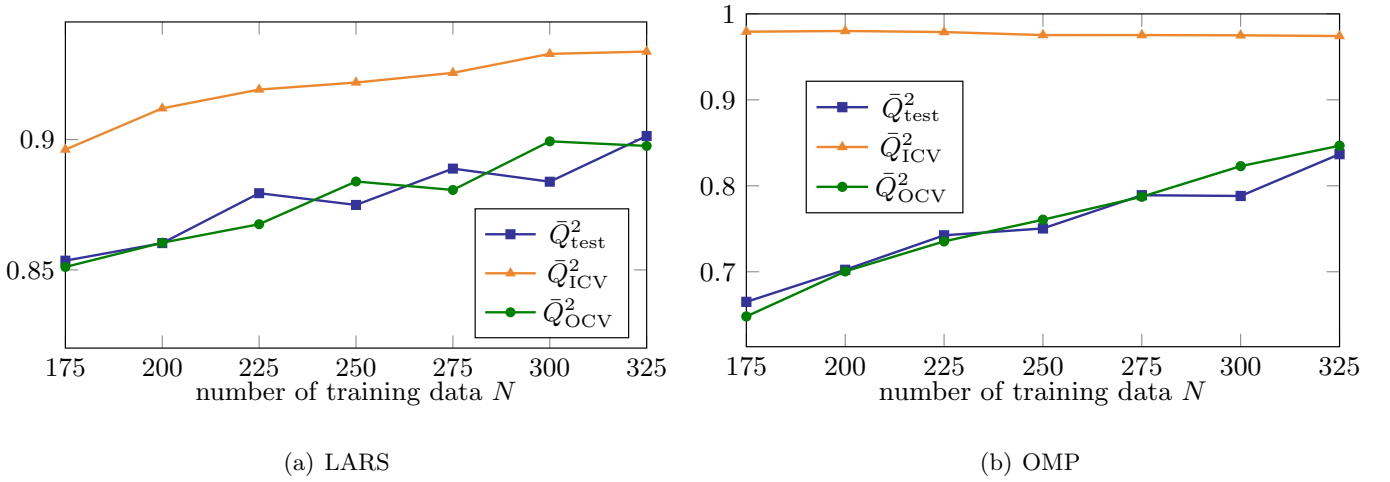 0.9
0.85
175 200 225 250 275 300 325
number of training data N
Q̄²test
Q̄²ICV
Q̄²OCV
(a) LARS
1
0.9
0.8
0.7
175 200 225 250 275 300 325
number of training data N
Q̄²test
Q̄²ICV
Q̄²OCV
(b) OMP